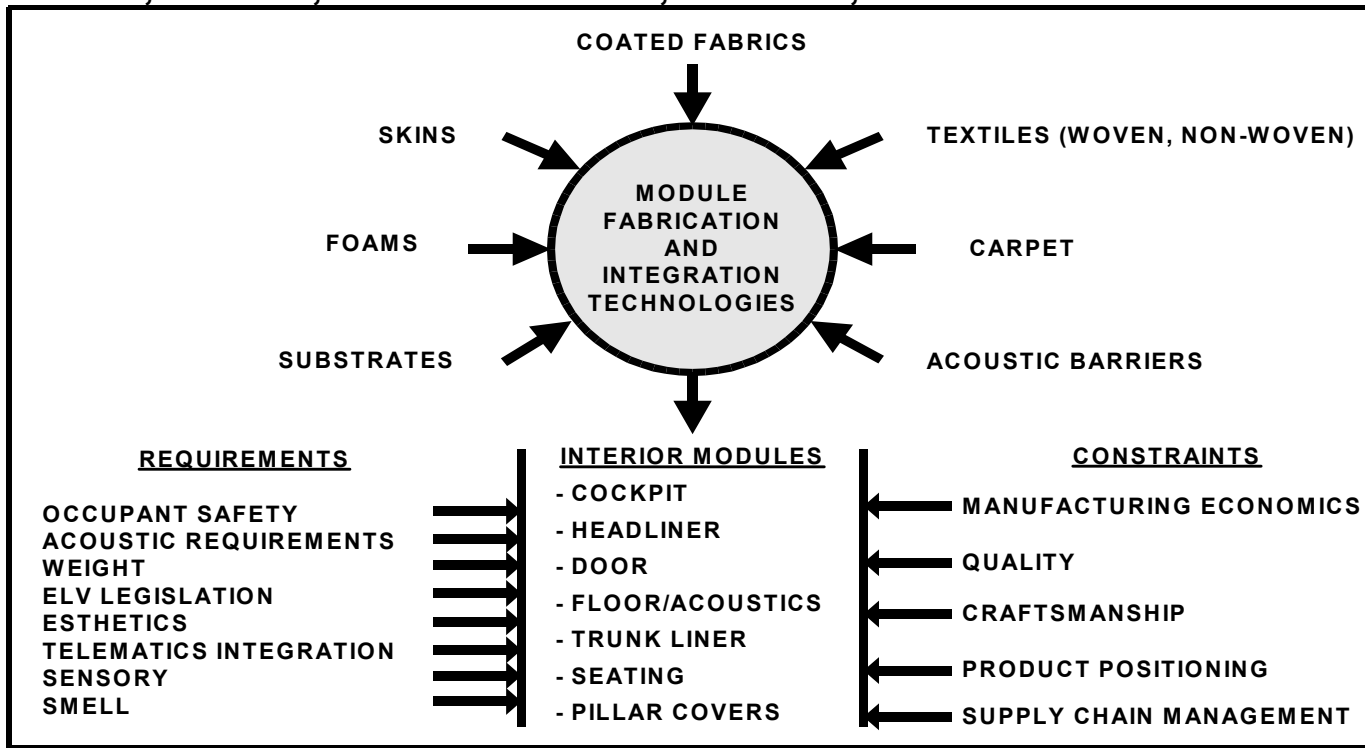 COATED FABRICS
SKINS
TEXTILES (WOVEN, NON-WOVEN)
MODULE
FABRICATION
AND
INTEGRATION
TECHNOLOGIES
FOAMS
CARPET
SUBSTRATES
ACOUSTIC BARRIERS
REQUIREMENTS
OCCUPANT SAFETY
ACOUSTIC REQUIREMENTS
WEIGHT
ELV LEGISLATION
ESTHETICS
TELEMATICS INTEGRATION
SENSORY
SMELL
INTERIOR MODULES
- COCKPIT
- HEADLINER
- DOOR
- FLOOR/ACOUSTICS
- TRUNK LINER
- SEATING
- PILLAR COVERS
CONSTRAINTS
MANUFACTURING ECONOMICS
QUALITY
CRAFTSMANSHIP
PRODUCT POSITIONING
SUPPLY CHAIN MANAGEMENT